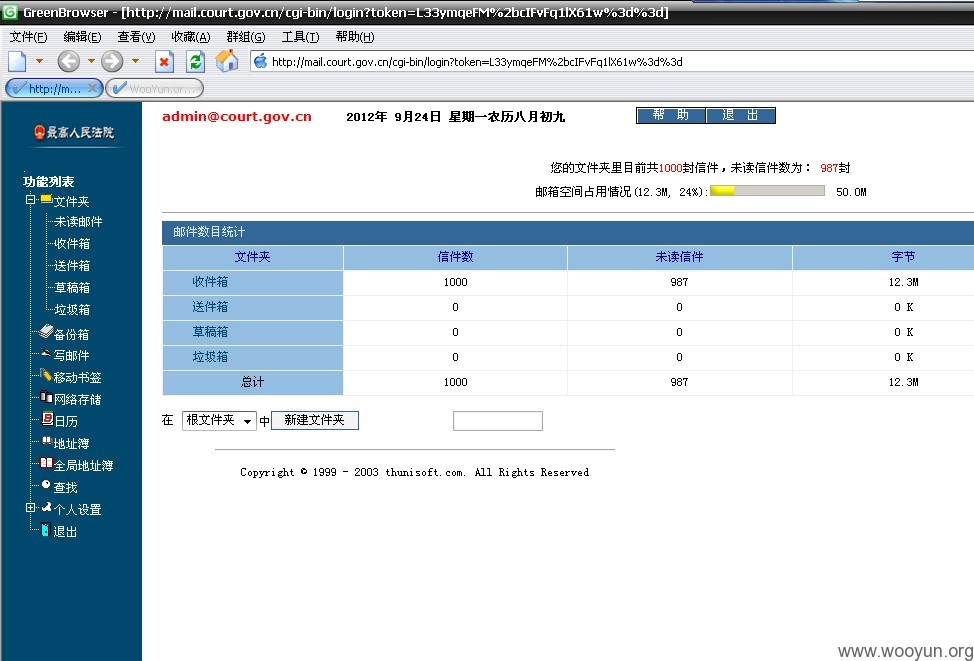 GreenBrowser - [http://mail.court.gov.cn/cgi-bin/login?token=L33ymqeFM%2bcIFvFq1lX61w%3d%3d]
文件(F) 编辑(E) 查看(V) 收藏(A) 群组(G) 工具(T) 帮助(H)
http://mail.court.gov.cn/cgi-bin/login?token=L33ymqeFM%2bcIFvFq1lX61w%3d%3d
http://m... WooYun.or...
最高人民法院
功能列表
文件夹
未读邮件
收件箱
送件箱
草稿箱
垃圾箱
备份箱
写邮件
移动书签
网络存储
日历
地址簿
全局地址簿
查找
个人设置
退出
admin@court.gov.cn 2012年 9月24日 星期一农历八月初九 帮 助 退 出
您的文件夹里目前共1000封信件，未读信件数为： 987封
邮箱空间占用情况(12.3M, 24%): 50.0M
邮件数目统计
文件夹 信件数 未读信件 字节
收件箱 1000 987 12.3M
送件箱 0 0 0 K
草稿箱 0 0 0 K
垃圾箱 0 0 0 K
总计 1000 987 12.3M
在 根文件夹 中 新建文件夹
Copyright © 1999 - 2003 thunisoft.com. All Rights Reserved
www.wooyun.org